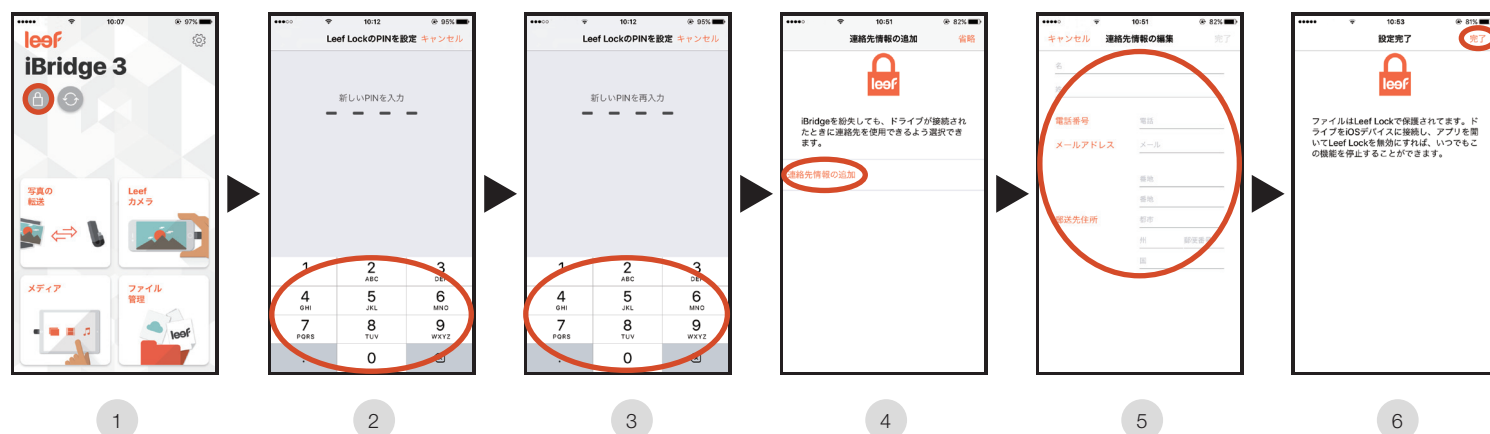 10:07
97%
leef
iBridge 3
写真の
転送
Leef
カメラ
メディア
ファイル
管理
leef
1
10:12
95%
Leef LockのPINを設定 キャンセル
新しいPINを入力
1 2 3
ABC DEF
4 5 6
GHI JKL MNO
7 8 9
PQRS TUV WXYZ
0
2
10:12
95%
Leef LockのPINを設定 キャンセル
新しいPINを再入力
1 2 3
ABC DEF
4 5 6
GHI JKL MNO
7 8 9
PQRS TUV WXYZ
0
3
10:51
82%
連絡先情報の追加 省略
leef
iBridgeを紛失しても、ドライブが接続され
たときに連絡先を使用できるよう選択でき
ます。
連絡先情報の追加
4
10:51
82%
キャンセル 連絡先情報の編集 完了
名
電話番号 電話
メールアドレス メール
番地
番地
郵送先住所 都市
州 郵便番号
国
5
10:53
81%
設定完了 完了
leef
ファイルはLeef Lockで保護されてます。ド
ライブをiOSデバイスに接続し、アプリを開
いてLeef Lockを無効にすれば、いつでもこ
の機能を停止することができます。
6